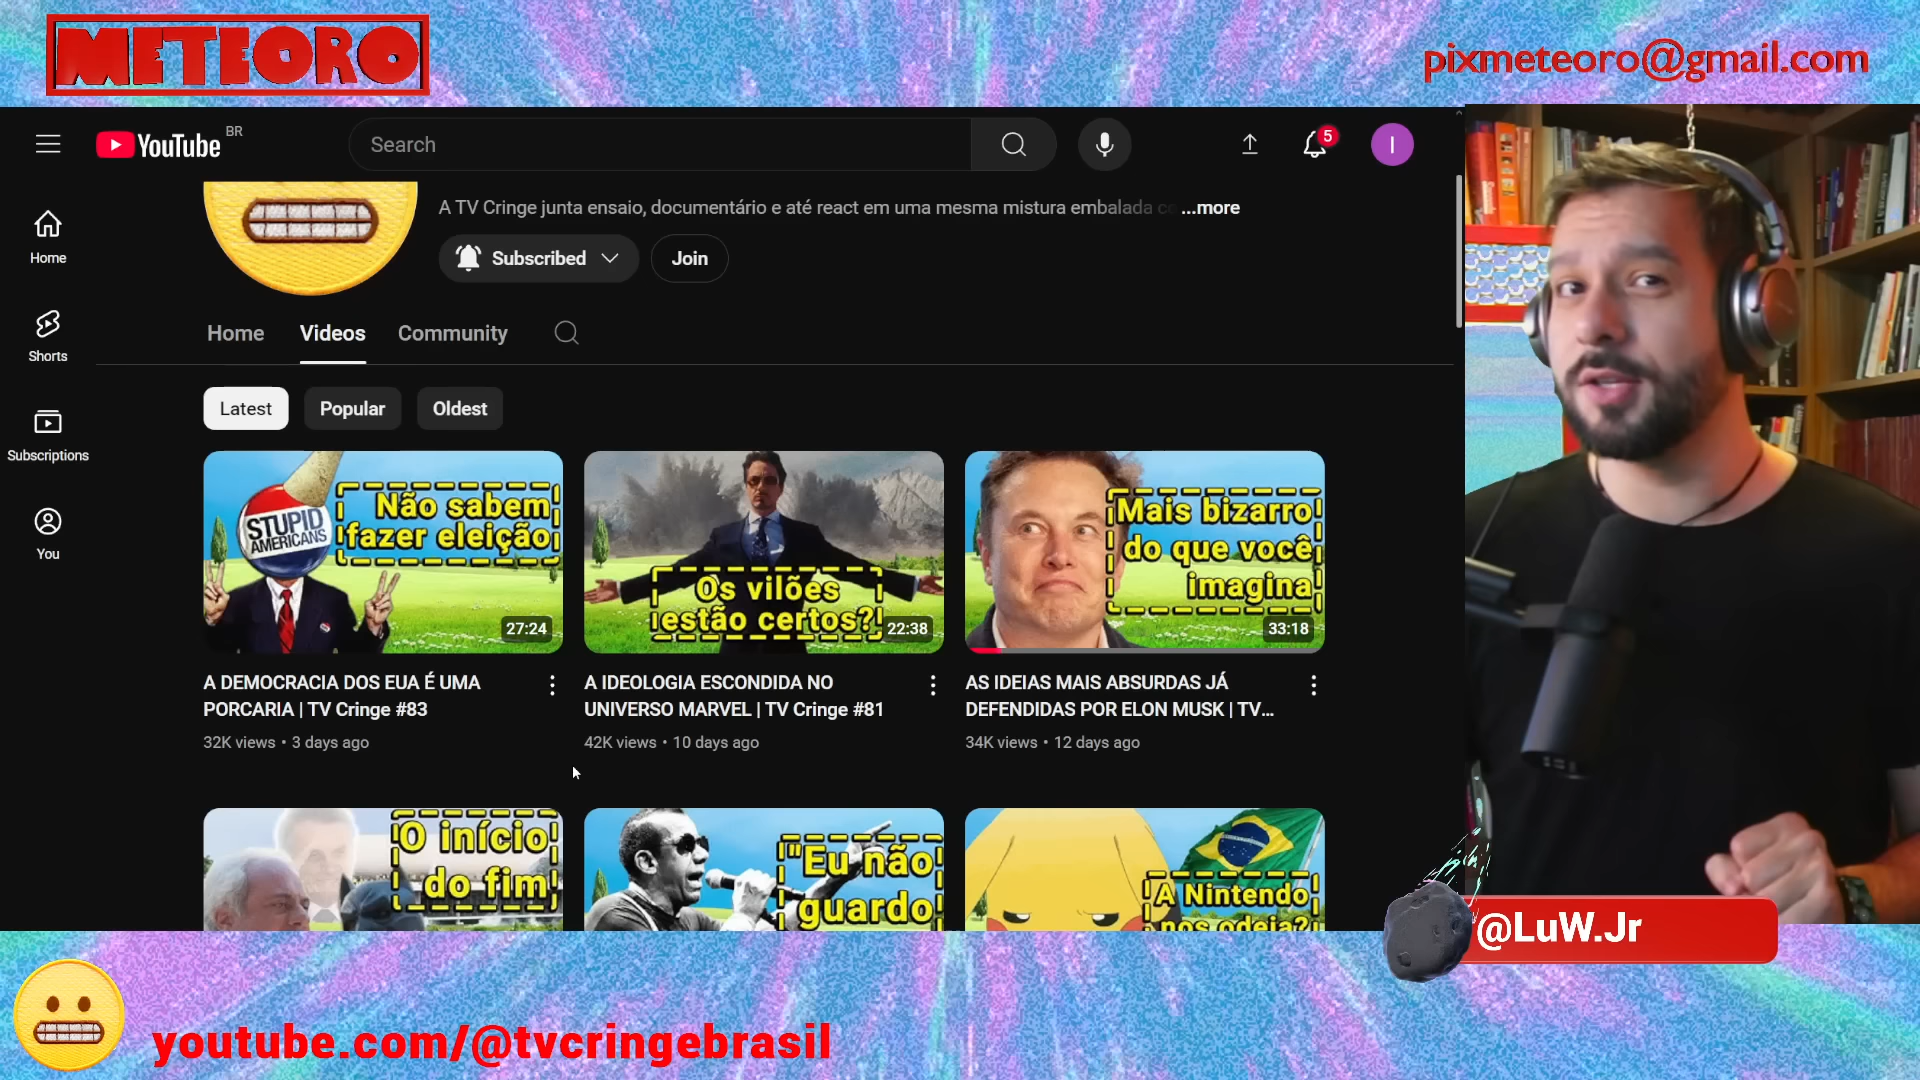 METEORO
pixmeteoro@gmail.com
YouTube BR
Search
5
I
Home
Shorts
Subscriptions
You
A TV Cringe junta ensaio, documentário e até react em uma mesma mistura embalada ...more
Subscribed
Join
Home Videos Community
Latest Popular Oldest
STUPID
AMERICANS
Não sabem
fazer eleição
27:24
Os vilões
estão certos?!
22:38
Mais bizarro
do que você
imagina
33:18
A DEMOCRACIA DOS EUA É UMA
PORCARIA | TV Cringe #83
32K views • 3 days ago
A IDEOLOGIA ESCONDIDA NO
UNIVERSO MARVEL | TV Cringe #81
42K views • 10 days ago
AS IDEIAS MAIS ABSURDAS JÁ
DEFENDIDAS POR ELON MUSK | TV...
34K views • 12 days ago
O início
do fim
"Eu não
guardo
A Nintendo
nos odeia?!
@LuW.Jr
youtube.com/@tvcringebrasil